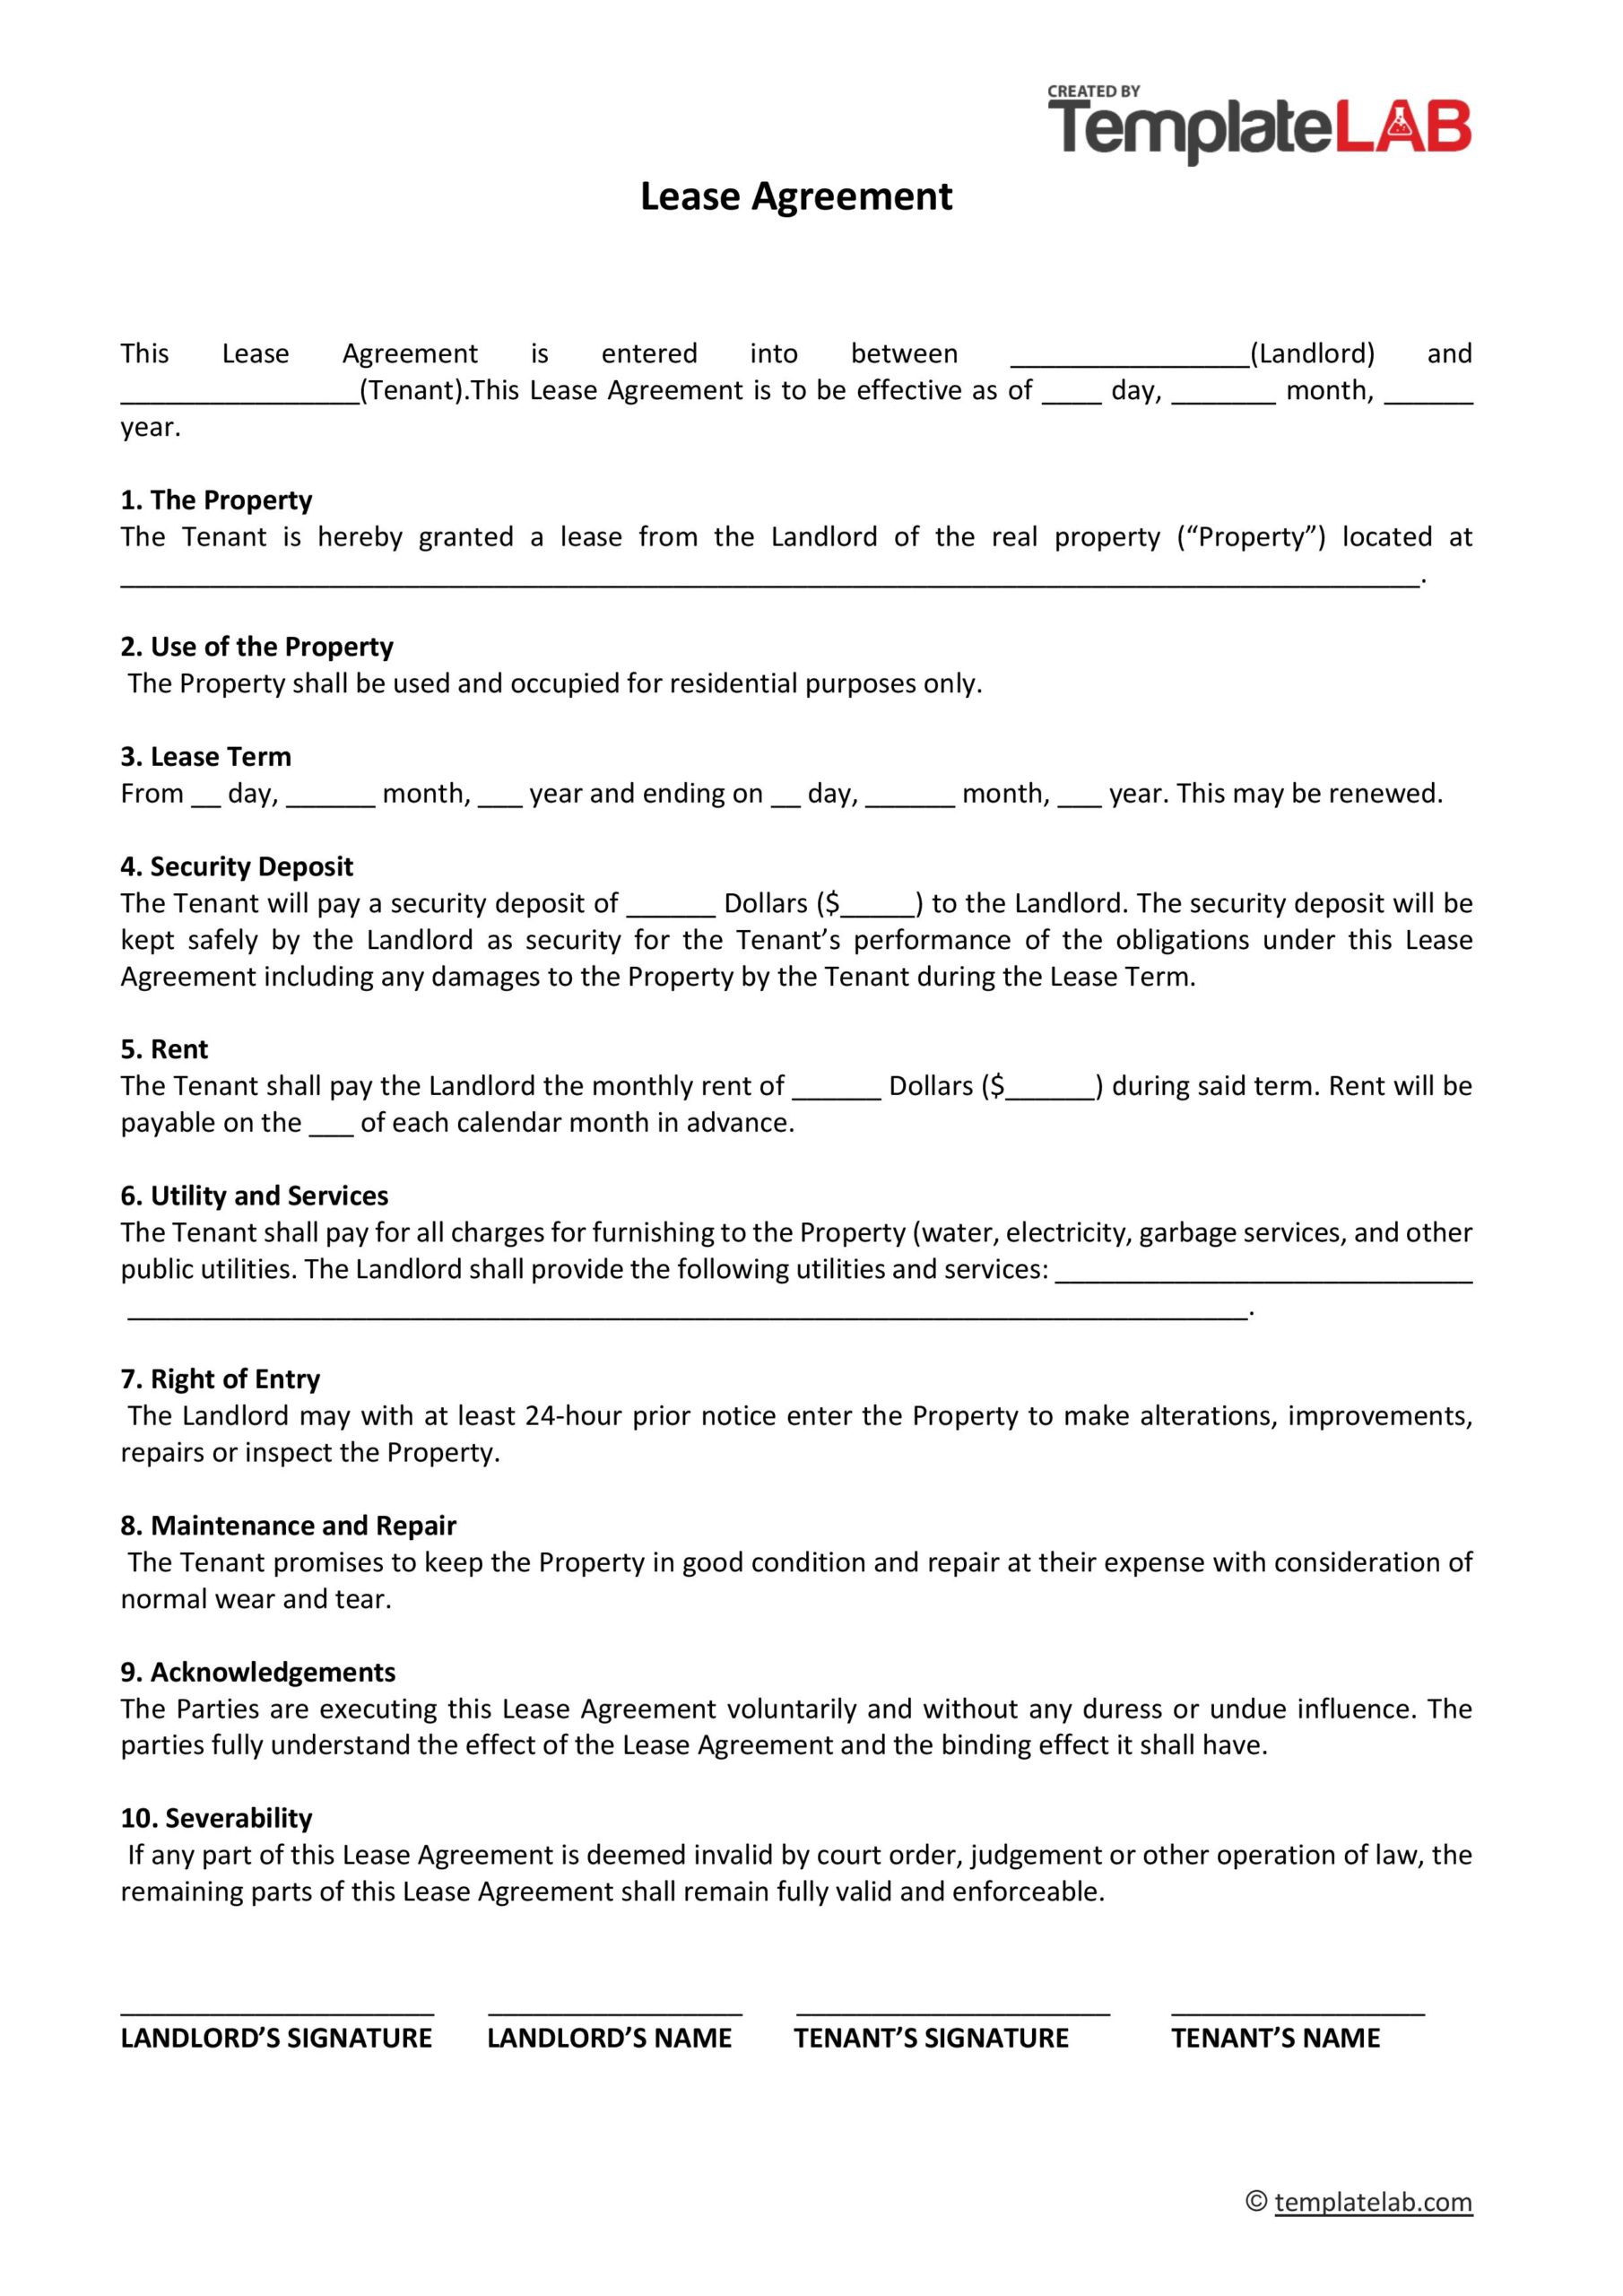 CREATED BY
TemplateLAB
Lease Agreement
This Lease Agreement is entered into between ________________(Landlord) and
________________(Tenant).This Lease Agreement is to be effective as of ____ day, _______ month, ______
year.
1. The Property
The Tenant is hereby granted a lease from the Landlord of the real property (“Property”) located at
_______________________________________________________________________________________.
2. Use of the Property
The Property shall be used and occupied for residential purposes only.
3. Lease Term
From __ day, ______ month, ___ year and ending on __ day, ______ month, ___ year. This may be renewed.
4. Security Deposit
The Tenant will pay a security deposit of ______ Dollars ($_____) to the Landlord. The security deposit will be
kept safely by the Landlord as security for the Tenant’s performance of the obligations under this Lease
Agreement including any damages to the Property by the Tenant during the Lease Term.
5. Rent
The Tenant shall pay the Landlord the monthly rent of ______ Dollars ($______) during said term. Rent will be
payable on the ___ of each calendar month in advance.
6. Utility and Services
The Tenant shall pay for all charges for furnishing to the Property (water, electricity, garbage services, and other
public utilities. The Landlord shall provide the following utilities and services: ____________________________
___________________________________________________________________________.
7. Right of Entry
The Landlord may with at least 24-hour prior notice enter the Property to make alterations, improvements,
repairs or inspect the Property.
8. Maintenance and Repair
The Tenant promises to keep the Property in good condition and repair at their expense with consideration of
normal wear and tear.
9. Acknowledgements
The Parties are executing this Lease Agreement voluntarily and without any duress or undue influence. The
parties fully understand the effect of the Lease Agreement and the binding effect it shall have.
10. Severability
If any part of this Lease Agreement is deemed invalid by court order, judgement or other operation of law, the
remaining parts of this Lease Agreement shall remain fully valid and enforceable.
_____________________ _________________ _____________________ _________________
LANDLORD’S SIGNATURE LANDLORD’S NAME TENANT’S SIGNATURE TENANT’S NAME
© templatelab.com